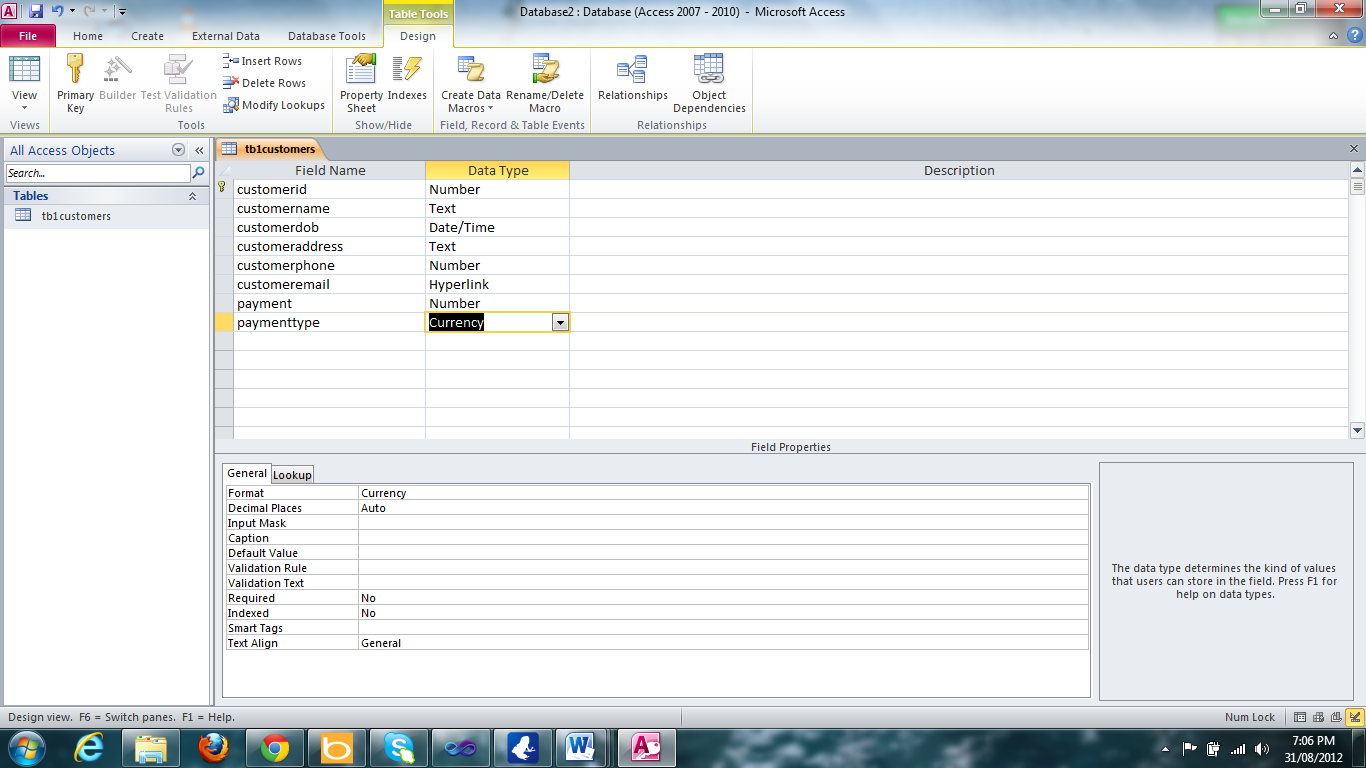 Table Tools
Database2 : Database (Access 2007 - 2010) - Microsoft Access
File Home Create External Data Database Tools Design
View
Primary Key
Builder
Test Validation Rules
Insert Rows
Delete Rows
Modify Lookups
Property Sheet
Indexes
Create Data Macros
Rename/Delete Macro
Relationships
Object Dependencies
Views Tools Show/Hide Field, Record & Table Events Relationships
All Access Objects
Search...
Tables
tb1customers
tb1customers
Field Name Data Type Description
customerid Number
customername Text
customerdob Date/Time
customeraddress Text
customerphone Number
customeremail Hyperlink
payment Number
paymenttype Currency
Field Properties
General Lookup
Format Currency
Decimal Places Auto
Input Mask
Caption
Default Value
Validation Rule
Validation Text
Required No
Indexed No
Smart Tags
Text Align General
The data type determines the kind of values
that users can store in the field. Press F1 for
help on data types.
Design view. F6 = Switch panes. F1 = Help.
Num Lock
7:06 PM
31/08/2012